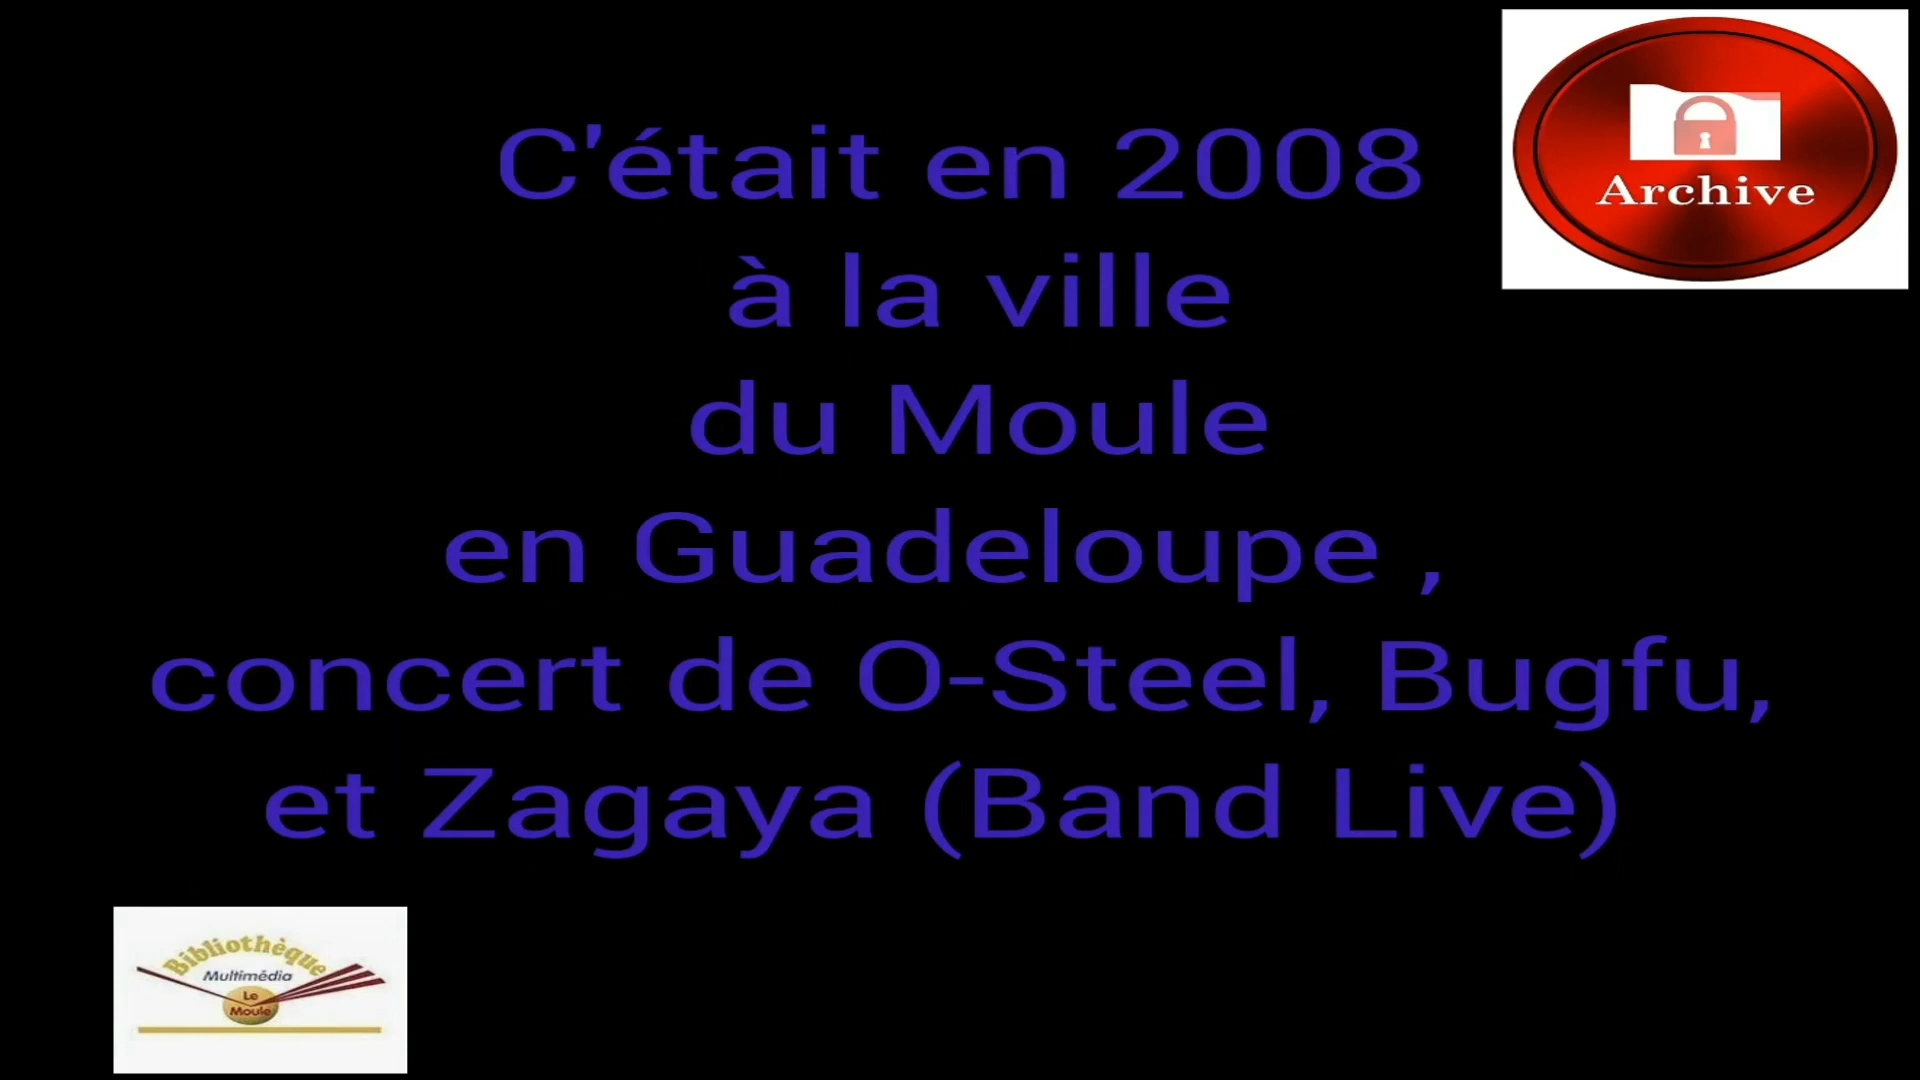 C'était en 2008
à la ville
du Moule
en Guadeloupe ,
concert de O-Steel, Bugfu,
et Zagaya (Band Live)
Archive
Bibliothèque
Multimédia
Le
Moule